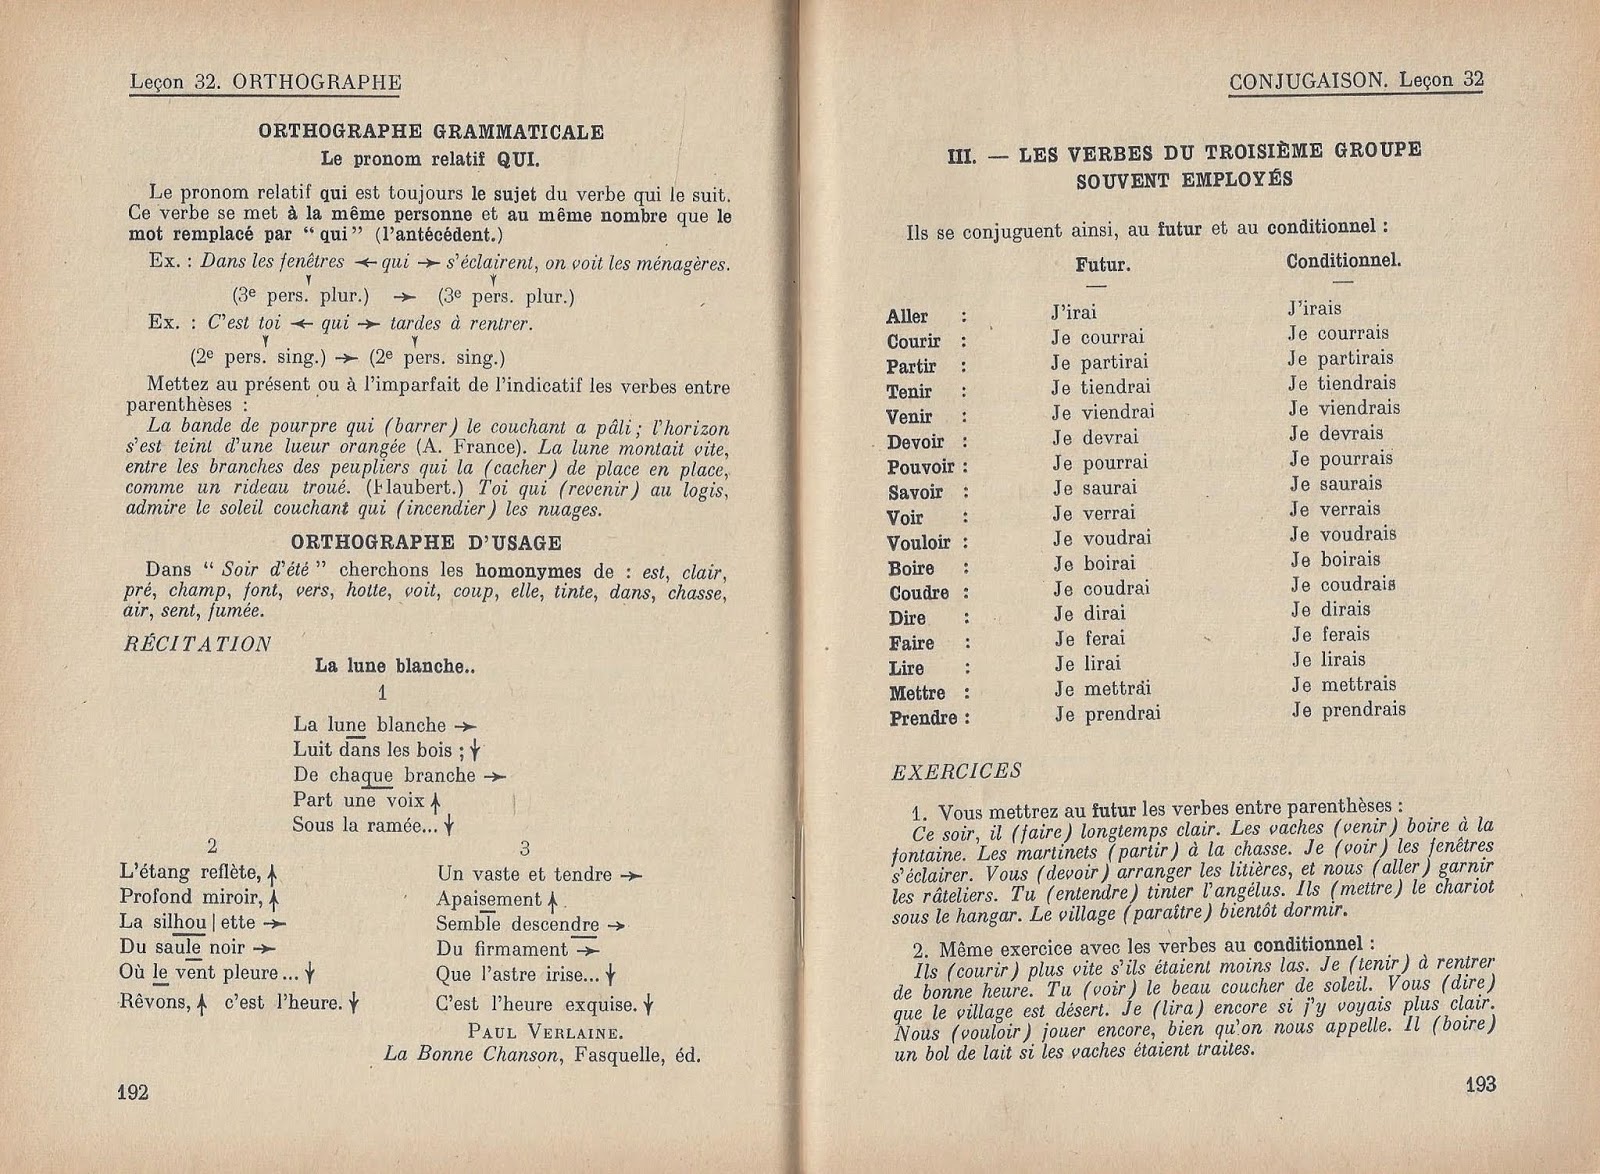 Leçon 32. ORTHOGRAPHE
ORTHOGRAPHE GRAMMATICALE
Le pronom relatif QUI.
Le pronom relatif qui est toujours le sujet du verbe qui le suit.
Ce verbe se met à la même personne et au même nombre que le
mot remplacé par “ qui ” (l'antécédent.)
Ex. : Dans les fenêtres ← qui → s'éclairent, on voit les ménagères.
(3e pers. plur.) → (3e pers. plur.)
Ex. : C'est toi ← qui → tardes à rentrer.
(2e pers. sing.) → (2e pers. sing.)
Mettez au présent ou à l'imparfait de l'indicatif les verbes entre
parenthèses :
La bande de pourpre qui (barrer) le couchant a pâli ; l'horizon
s'est teint d'une lueur orangée (A. France). La lune montait vite,
entre les branches des peupliers qui la (cacher) de place en place,
comme un rideau troué. (Flaubert.) Toi qui (revenir) au logis,
admire le soleil couchant qui (incendier) les nuages.
ORTHOGRAPHE D'USAGE
Dans “ Soir d'été ” cherchons les homonymes de : est, clair,
pré, champ, font, vers, hotte, voit, coup, elle, tinte, dans, chasse,
air, sent, fumée.
RÉCITATION
La lune blanche..
1
La lune blanche →
Luit dans les bois ; ↓
De chaque branche →
Part une voix ↑
Sous la ramée... ↓
2
L'étang reflète, ↑
Profond miroir, ↑
La silhou | ette →
Du saule noir →
Où le vent pleure... ↓
Rêvons, ↑ c'est l'heure. ↓
3
Un vaste et tendre →
Apaisement ↑
Semble descendre →
Du firmament →
Que l'astre irise... ↓
C'est l'heure exquise. ↓
PAUL VERLAINE.
La Bonne Chanson, Fasquelle, éd.
192
CONJUGAISON. Leçon 32
III. — LES VERBES DU TROISIÈME GROUPE
SOUVENT EMPLOYÉS
Ils se conjuguent ainsi, au futur et au conditionnel :
Futur. Conditionnel.
Aller : J'irai J'irais
Courir : Je courrai Je courrais
Partir : Je partirai Je partirais
Tenir : Je tiendrai Je tiendrais
Venir : Je viendrai Je viendrais
Devoir : Je devrai Je devrais
Pouvoir : Je pourrai Je pourrais
Savoir : Je saurai Je saurais
Voir : Je verrai Je verrais
Vouloir : Je voudrai Je voudrais
Boire : Je boirai Je boirais
Coudre : Je coudrai Je coudrais
Dire : Je dirai Je dirais
Faire : Je ferai Je ferais
Lire : Je lirai Je lirais
Mettre : Je mettrai Je mettrais
Prendre : Je prendrai Je prendrais
EXERCICES
1. Vous mettrez au futur les verbes entre parenthèses :
Ce soir, il (faire) longtemps clair. Les vaches (venir) boire à la
fontaine. Les martinets (partir) à la chasse. Je (voir) les fenêtres
s'éclairer. Vous (devoir) arranger les litières, et nous (aller) garnir
les râteliers. Tu (entendre) tinter l'angélus. Ils (mettre) le chariot
sous le hangar. Le village (paraître) bientôt dormir.
2. Même exercice avec les verbes au conditionnel :
Ils (courir) plus vite s'ils étaient moins las. Je (tenir) à rentrer
de bonne heure. Tu (voir) le beau coucher de soleil. Vous (dire)
que le village est désert. Je (lira) encore si j'y voyais plus clair.
Nous (vouloir) jouer encore, bien qu'on nous appelle. Il (boire)
un bol de lait si les vaches étaient traites.
193